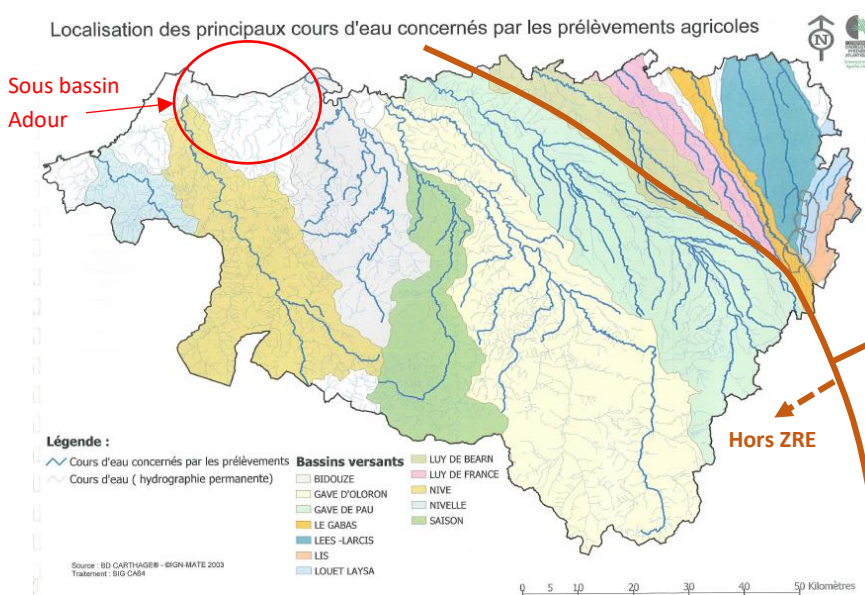 Localisation des principaux cours d'eau concernés par les prélèvements agricoles
N
Sous bassin
Adour
Hors ZRE
Légende :
Cours d'eau concernés par les prélèvements
Cours d'eau ( hydrographie permanente)
Bassins versants
BIDOUZE
GAVE D'OLORON
GAVE DE PAU
LE GABAS
LEES -LARCIS
LIS
LOUET LAYSA
LUY DE BEARN
LUY DE FRANCE
NIVE
NIVELLE
SAISON
Source : BD CARTHAGE® - ©IGN-MATE 2003
Traitement : SIG CA64
0 5 10 20 30 40 50 Kilomètres